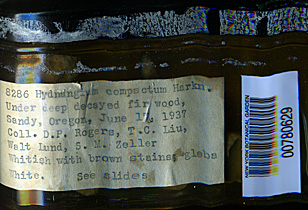 8286 Hydnangium compactum Harkn.
Under deep decayed fir wood,
Sandy, Oregon, June 1937
Coll. D.P. Rogers, T.C. Liu,
Walt Lund, S. M. Zeller
Whitish with brown stains, gleba
White. See slides
NEW YORK BOTANICAL GARDEN
00780629